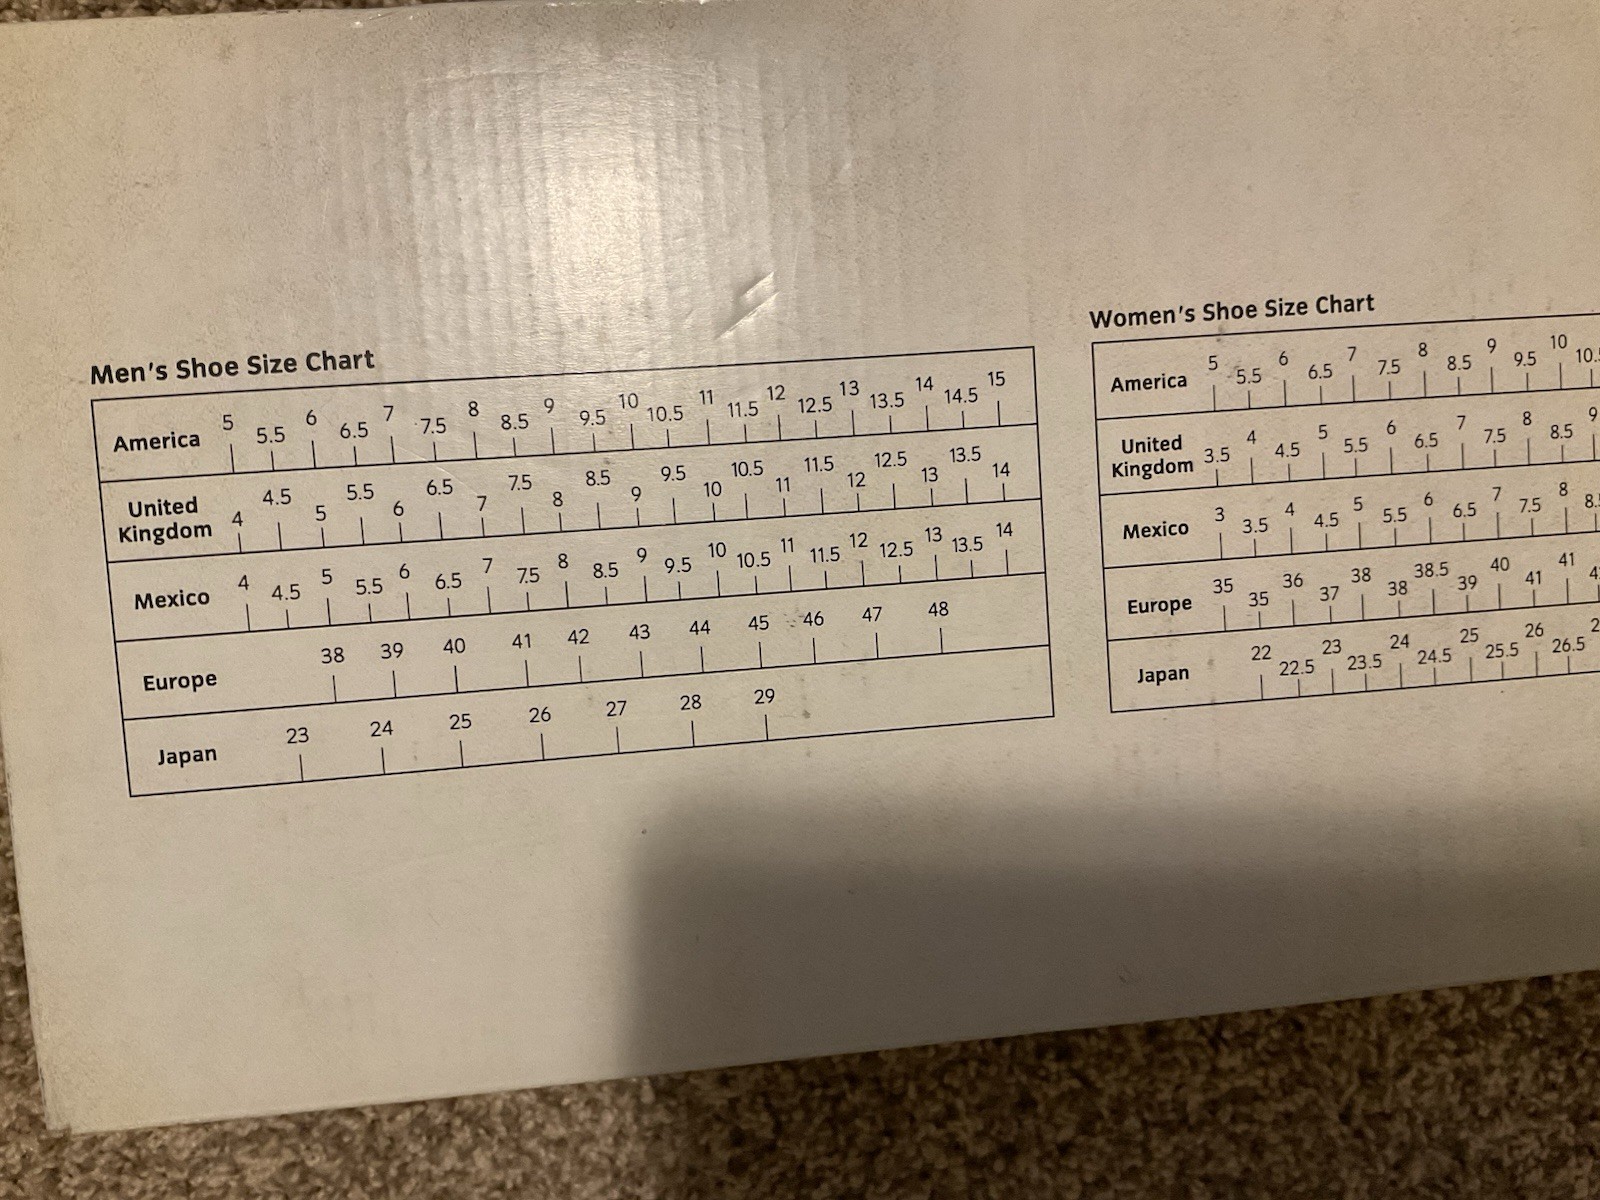 Men's Shoe Size Chart
America 5 5.5 6 6.5 7 7.5 8 8.5 9 9.5 10 10.5 11 11.5 12 12.5 13 13.5 14 14.5 15
United Kingdom 4 4.5 5 5.5 6 6.5 7 7.5 8 8.5 9 9.5 10 10.5 11 11.5 12 12.5 13 13.5 14
Mexico 4 4.5 5 5.5 6 6.5 7 7.5 8 8.5 9 9.5 10 10.5 11 11.5 12 12.5 13 13.5 14
Europe 38 39 40 41 42 43 44 45 46 47 48
Japan 23 24 25 26 27 28 29
Women's Shoe Size Chart
America 5 5.5 6 6.5 7 7.5 8 8.5 9 9.5 10
United Kingdom 3.5 4 4.5 5 5.5 6 6.5 7 7.5 8 8.5 9
Mexico 3 3.5 4 4.5 5 5.5 6 6.5 7 7.5 8
Europe 35 35 36 37 38 38 38.5 39 40 41 41
Japan 22 22.5 23 23.5 24 24.5 25 25.5 26 26.5